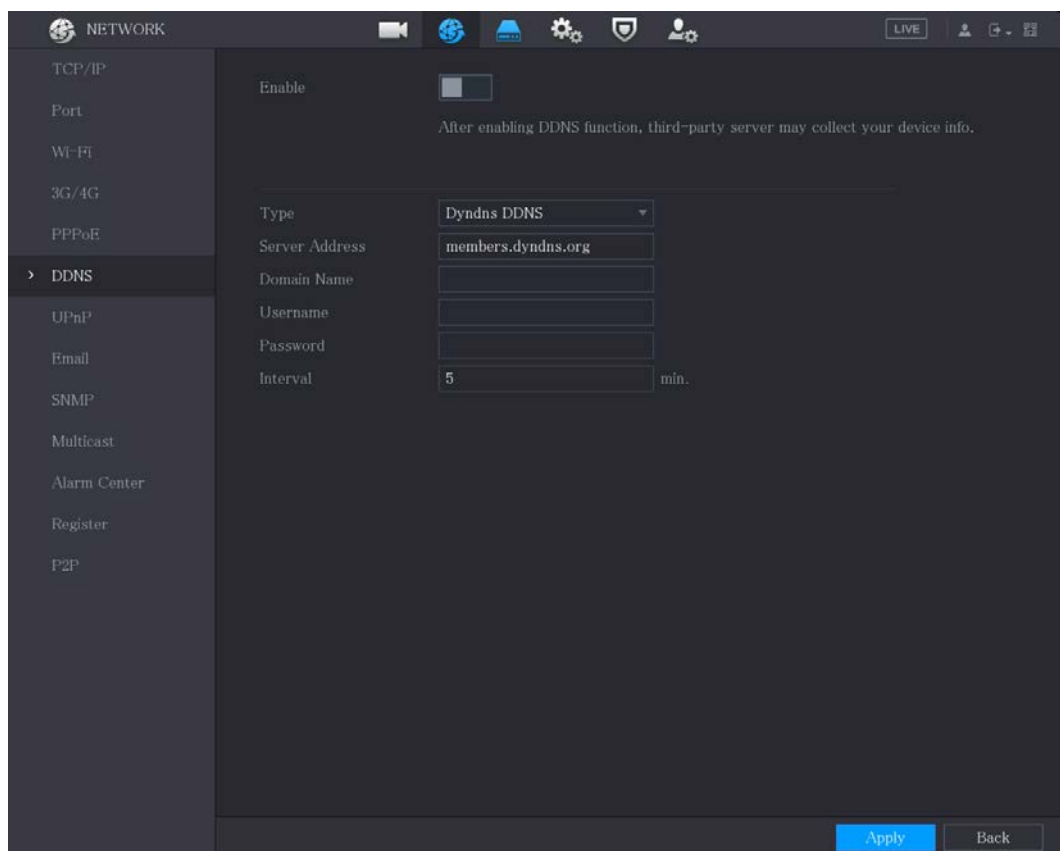 NETWORK
LIVE
TCP/IP
Port
Wi-Fi
3G/4G
PPPoE
DDNS
UPnP
Email
SNMP
Multicast
Alarm Center
Register
P2P
Enable
After enabling DDNS function, third-party server may collect your device info.
Type Dyndns DDNS
Server Address members.dyndns.org
Domain Name
Username
Password
Interval 5 min.
Apply Back